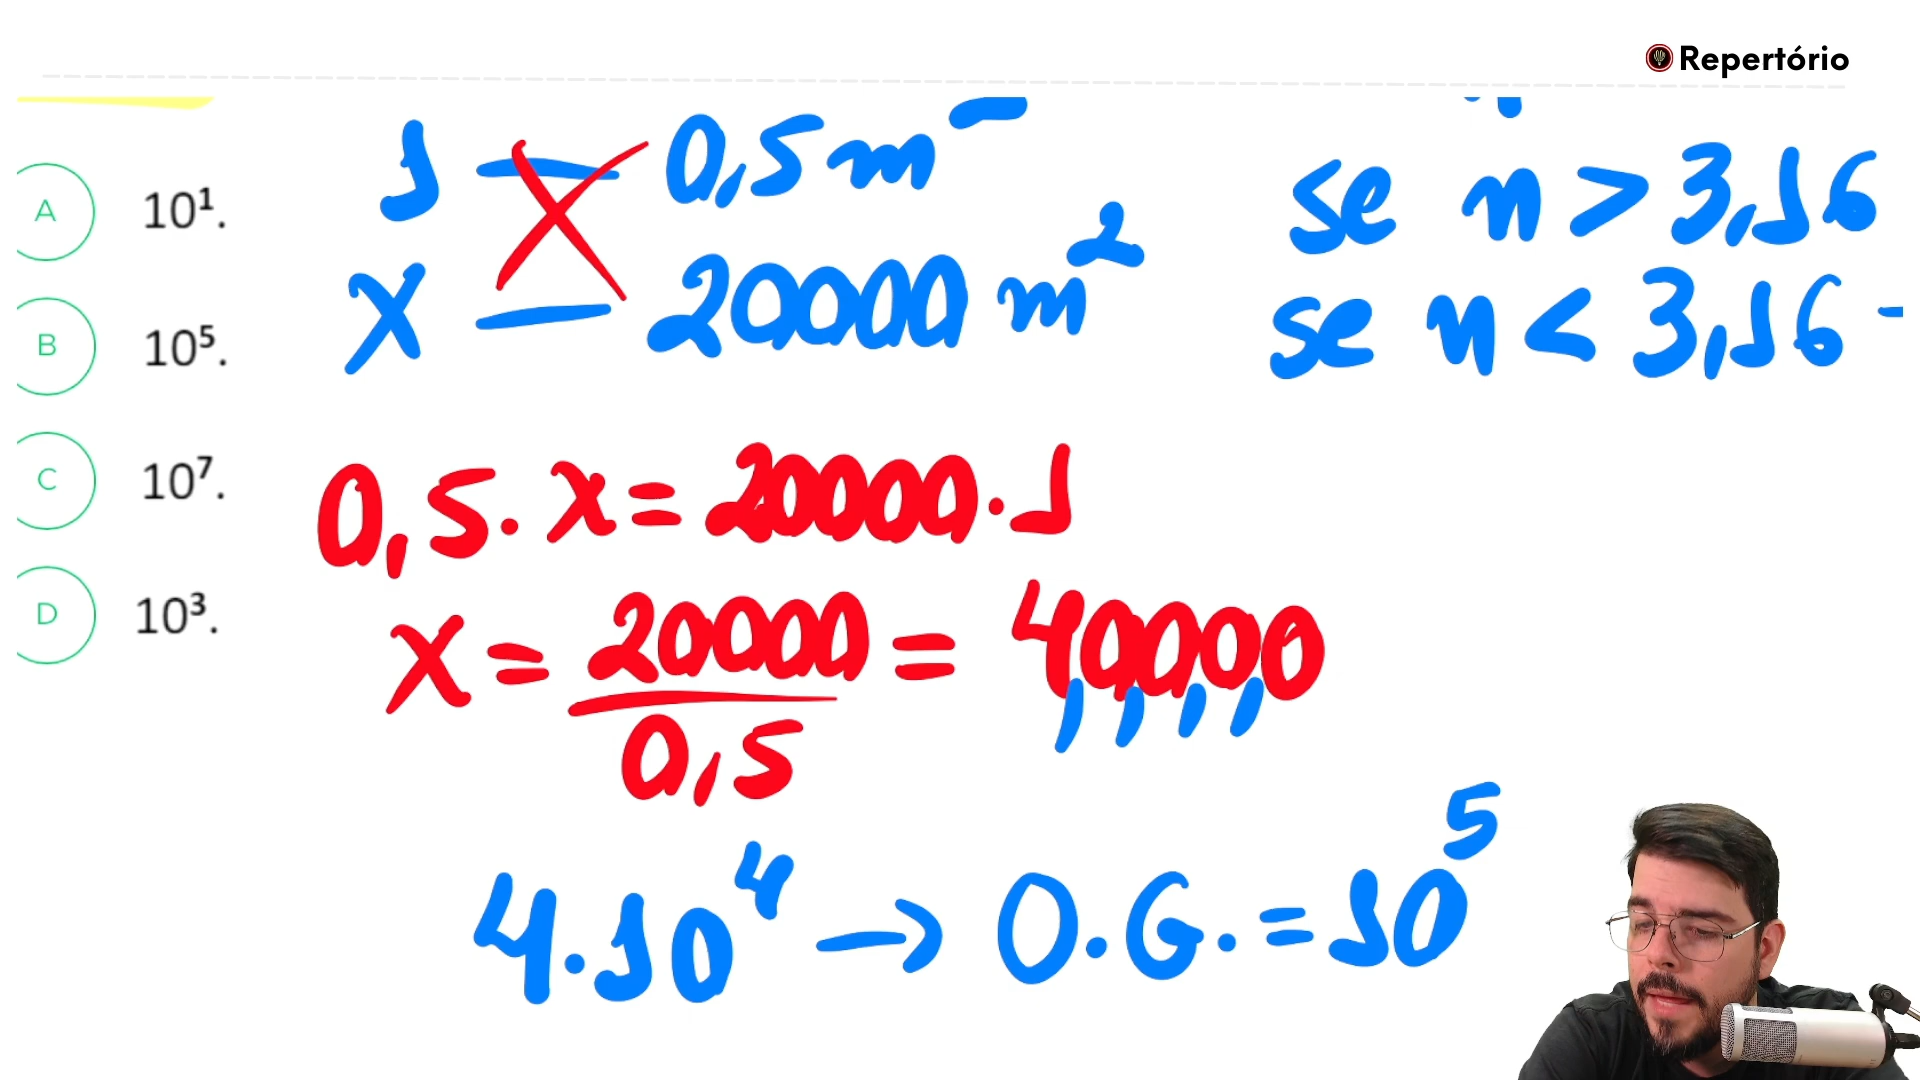 Repertório
A 10¹.
B 10⁵.
C 10⁷.
D 10³.
1 — 0,5 m
x — 20000 m²
se n > 3,16
se n < 3,16 -
0,5 · x = 20000 · 1
x = 20000 / 0,5 = 40000
, , , ,
4 · 10⁴ → O.G. = 10⁵